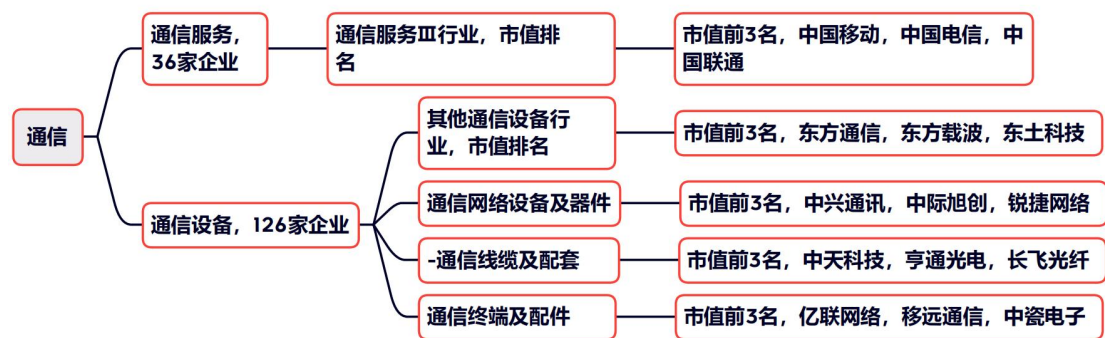 通信
通信服务，
36家企业
通信服务Ⅲ行业，市值排
名
市值前3名，中国移动，中国电信，中
国联通
通信设备，126家企业
其他通信设备行
业，市值排名
市值前3名，东方通信，东方载波，东土科技
通信网络设备及器件
市值前3名，中兴通讯，中际旭创，锐捷网络
-通信线缆及配套
市值前3名，中天科技，亨通光电，长飞光纤
通信终端及配件
市值前3名，亿联网络，移远通信，中瓷电子